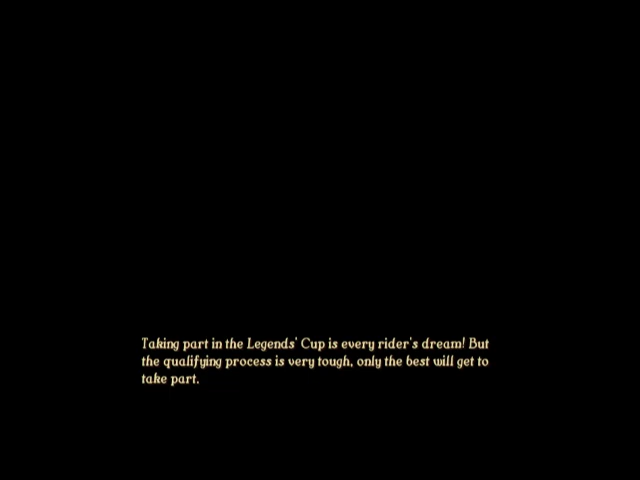 Taking part in the Legends' Cup is every rider's dream! But
the qualifying process is very tough, only the best will get to
take part.